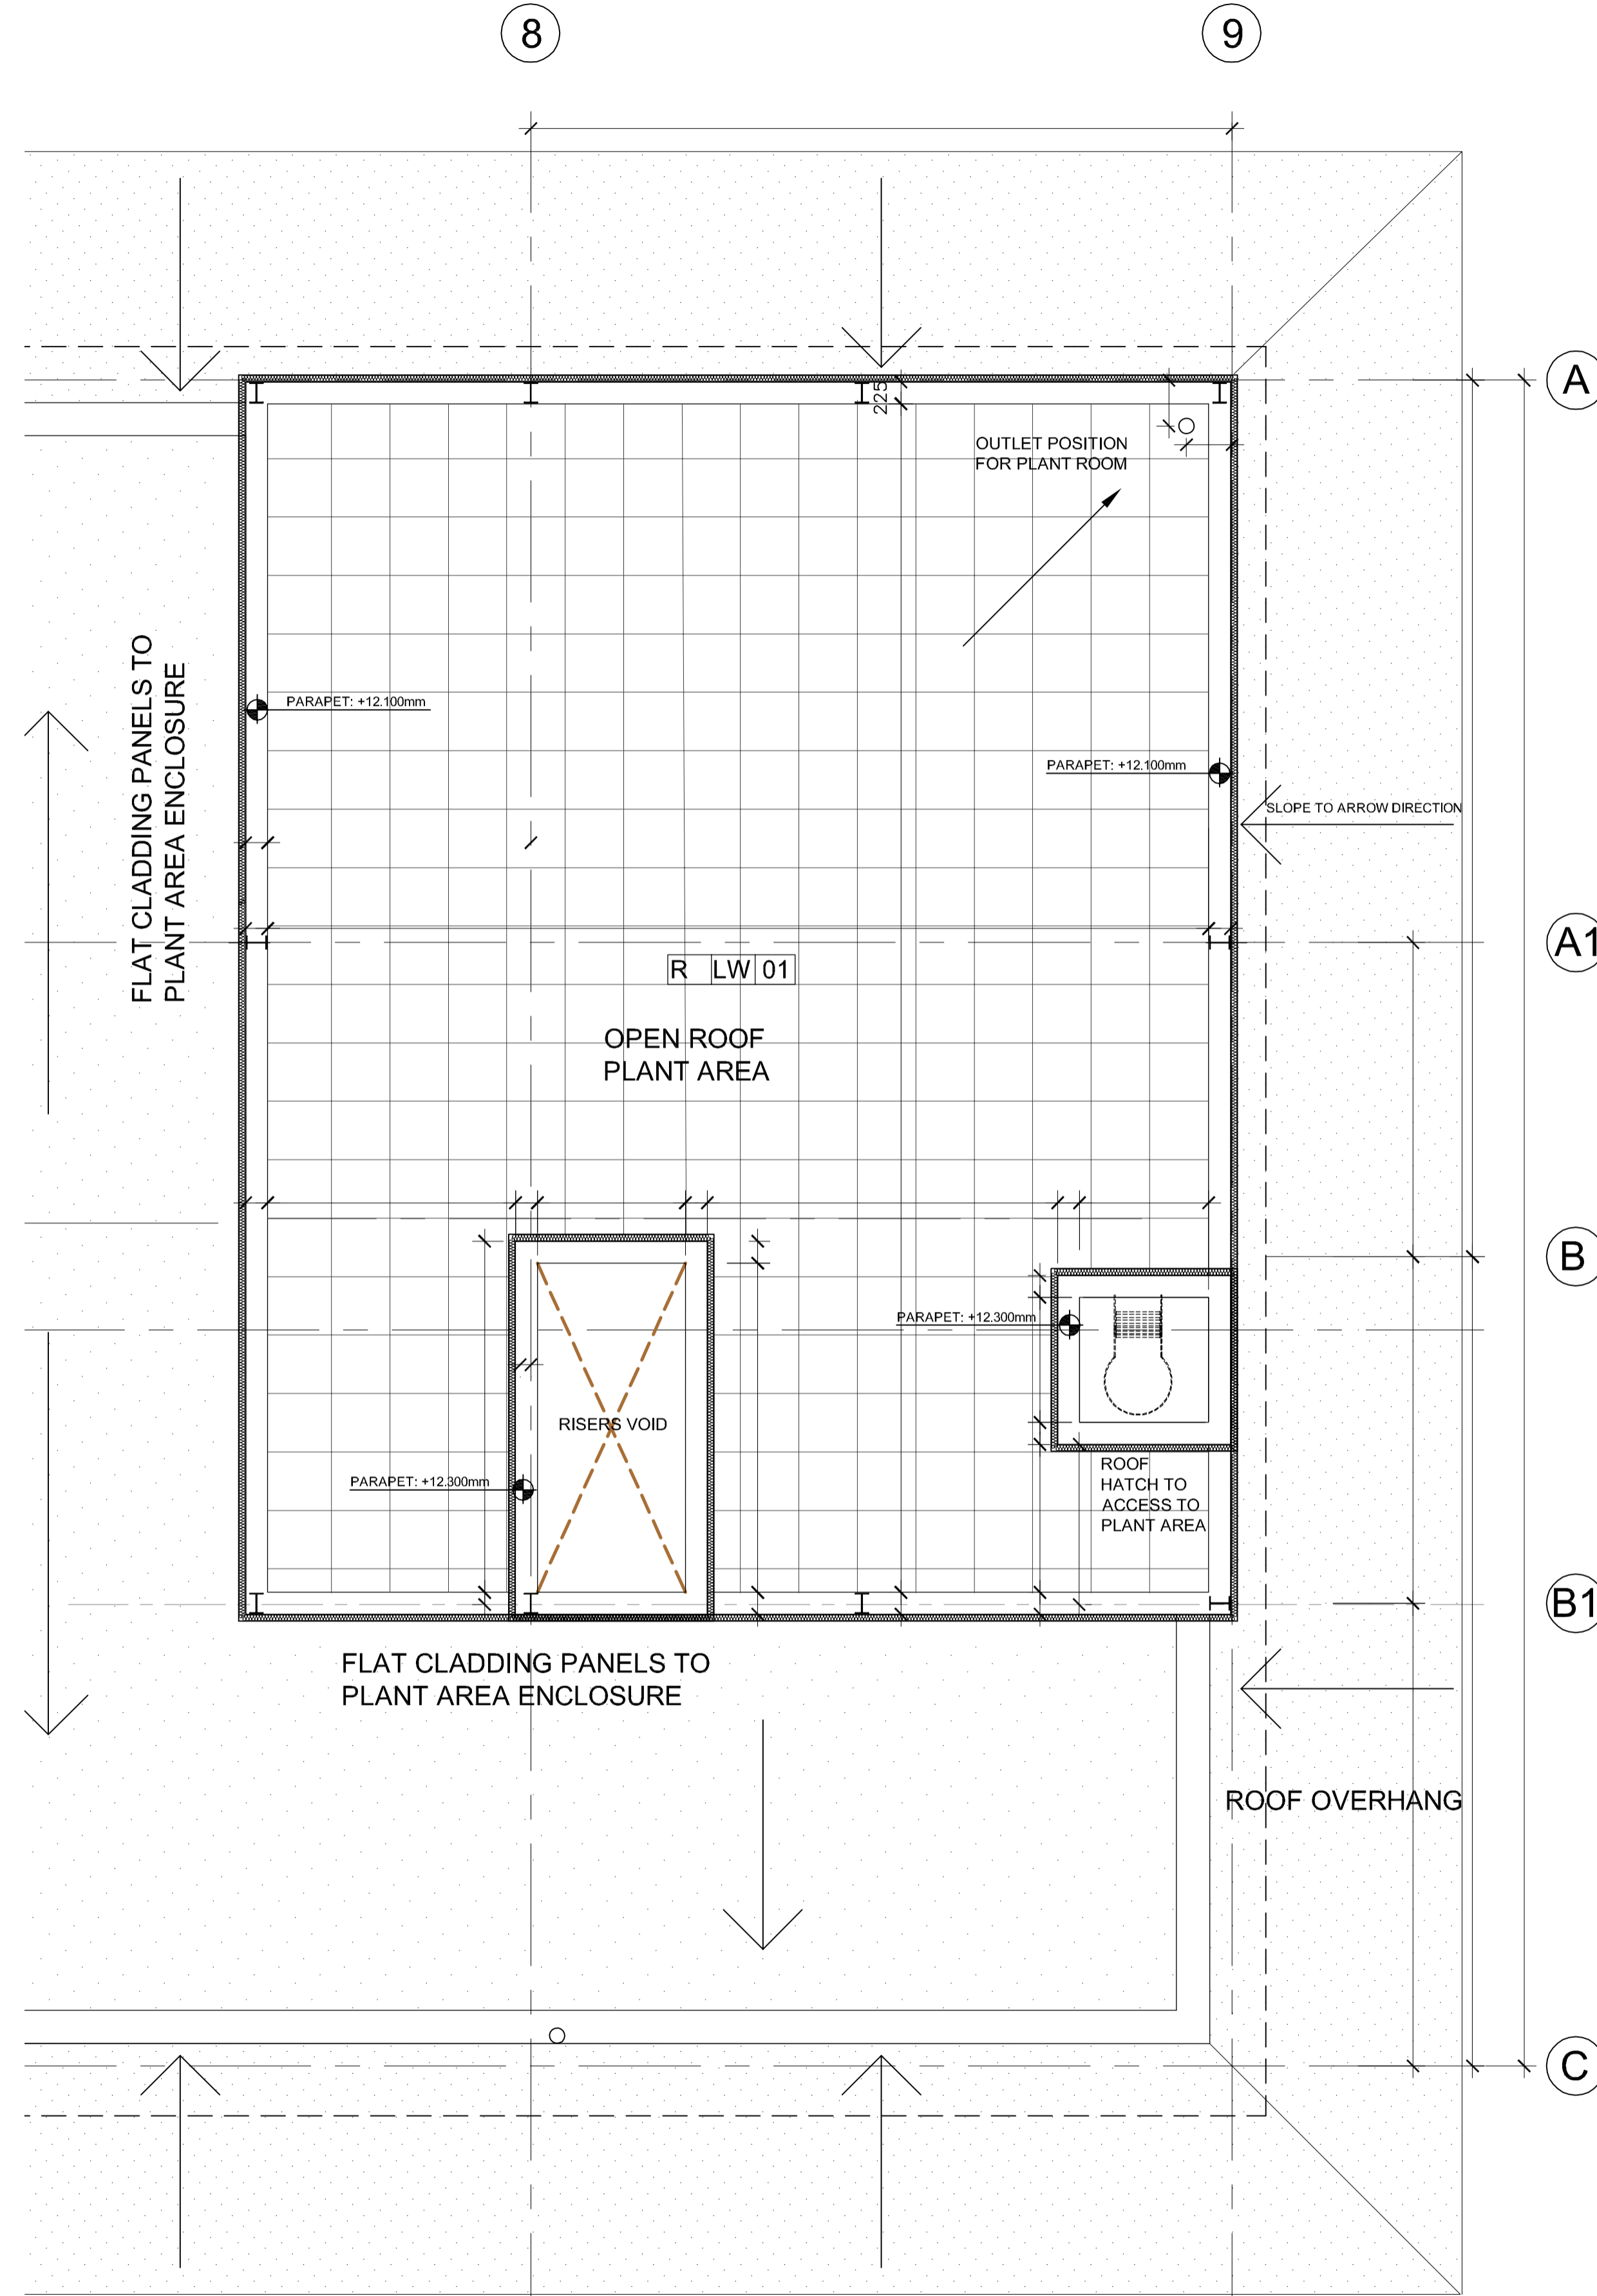 8
9
A
225
OUTLET POSITION
FOR PLANT ROOM
FLAT CLADDING PANELS TO
PLANT AREA ENCLOSURE
PARAPET: +12.100mm
PARAPET: +12.100mm
SLOPE TO ARROW DIRECTION
A1
R LW 01
OPEN ROOF
PLANT AREA
B
PARAPET: +12.300mm
RISERS VOID
PARAPET: +12.300mm
ROOF
HATCH TO
ACCESS TO
PLANT AREA
B1
FLAT CLADDING PANELS TO
PLANT AREA ENCLOSURE
ROOF OVERHANG
C